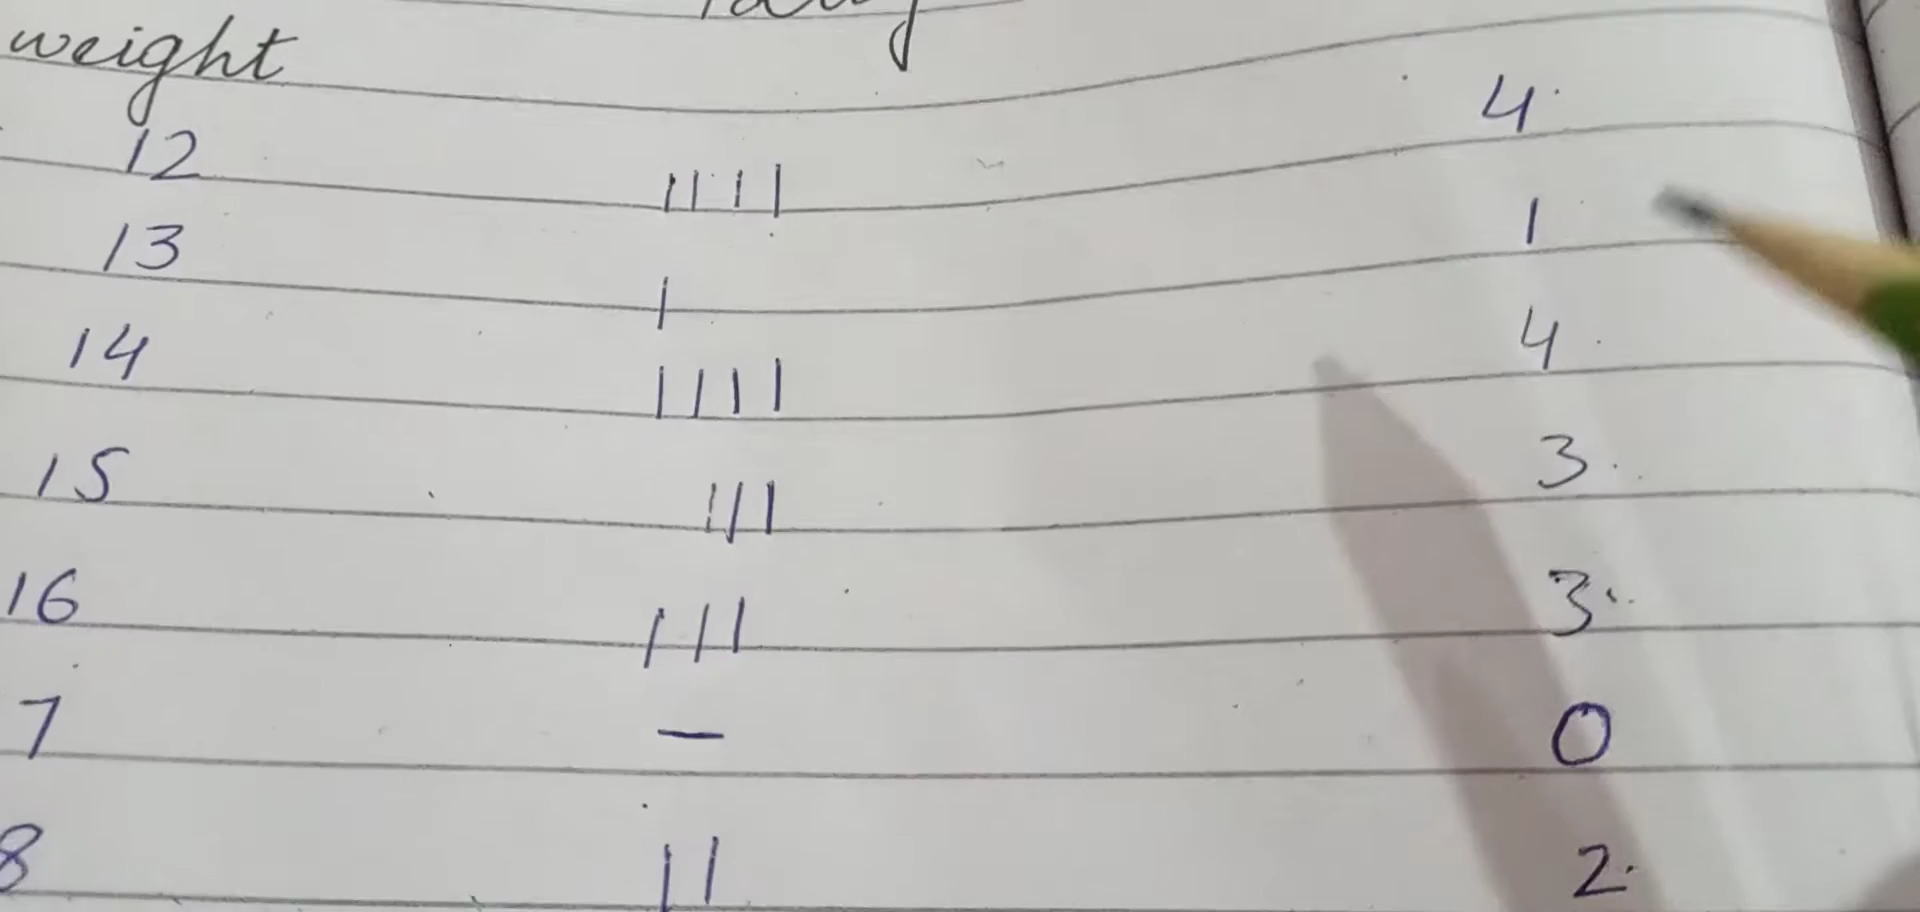 weight
12 |||| 4
13 | 1
14 |||| 4
15 ||| 3
16 ||| 3
7 — 0
8 || 2